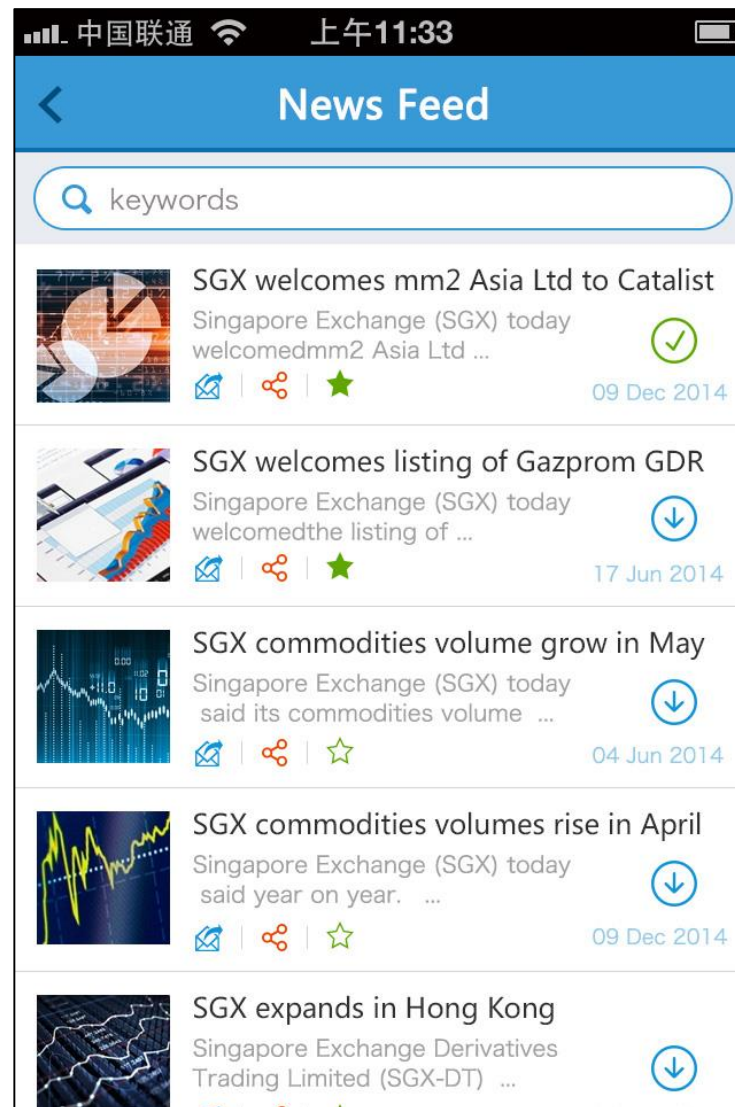 中国联通 上午11:33
News Feed
keywords
SGX welcomes mm2 Asia Ltd to Catalist
Singapore Exchange (SGX) today
welcomedmm2 Asia Ltd ...
09 Dec 2014
SGX welcomes listing of Gazprom GDR
Singapore Exchange (SGX) today
welcomedthe listing of ...
17 Jun 2014
SGX commodities volume grow in May
Singapore Exchange (SGX) today
said its commodities volume ...
04 Jun 2014
SGX commodities volumes rise in April
Singapore Exchange (SGX) today
said year on year. ...
09 Dec 2014
SGX expands in Hong Kong
Singapore Exchange Derivatives
Trading Limited (SGX-DT) ...